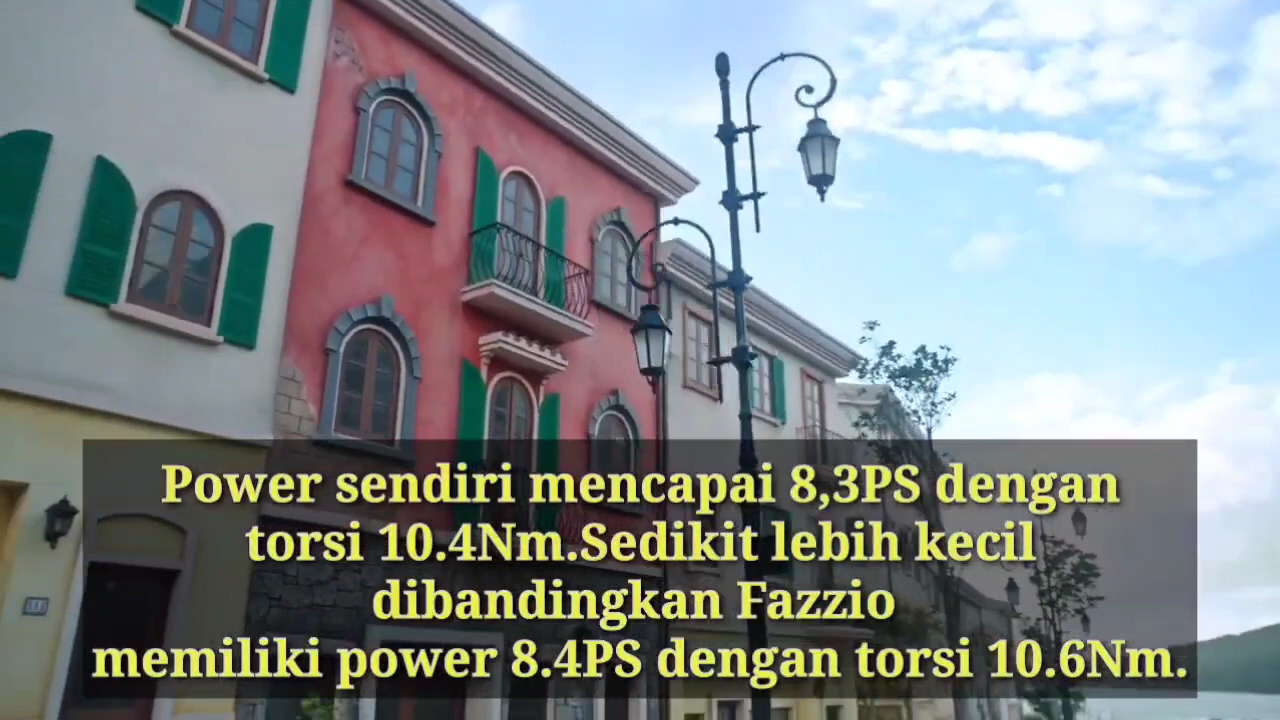 Power sendiri mencapai 8,3PS dengan
torsi 10.4Nm.Sedikit lebih kecil
dibandingkan Fazzio
memiliki power 8.4PS dengan torsi 10.6Nm.